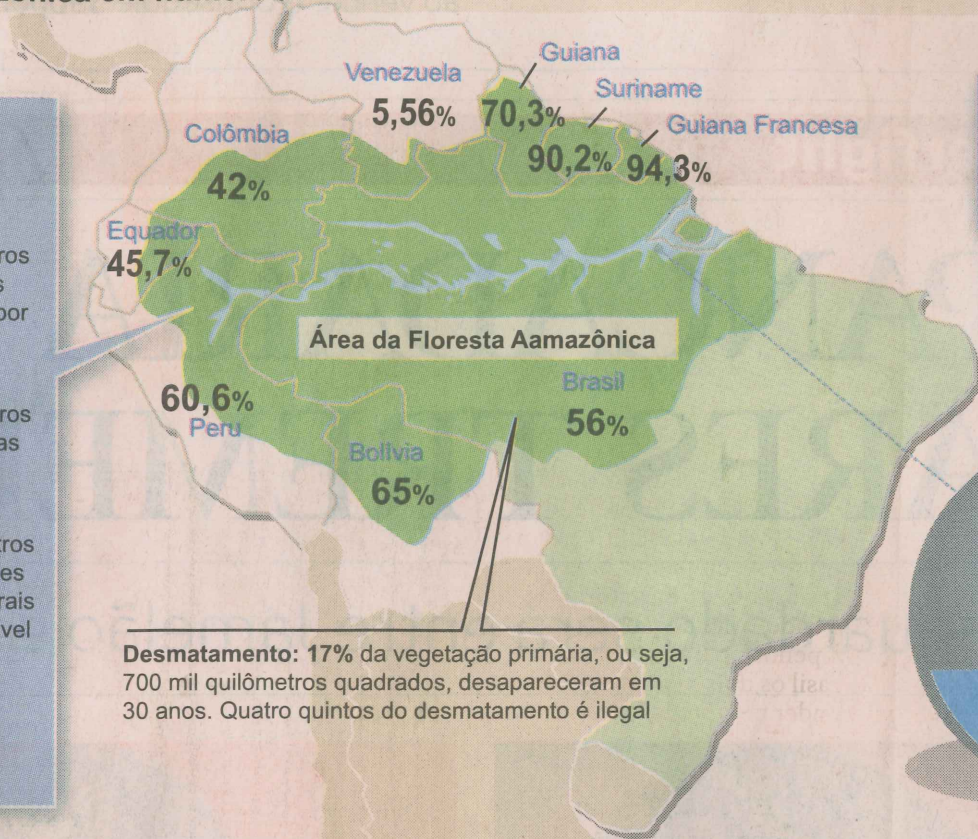 Venezuela
5,56%
Guiana
70,3%
Suriname
90,2%
Guiana Francesa
94,3%
Colômbia
42%
Equador
45,7%
Área da Floresta Aamazônica
Brasil
56%
60,6%
Peru
Bolívia
65%
Desmatamento: 17% da vegetação primária, ou seja,
700 mil quilômetros quadrados, desapareceram em
30 anos. Quatro quintos do desmatamento é ilegal